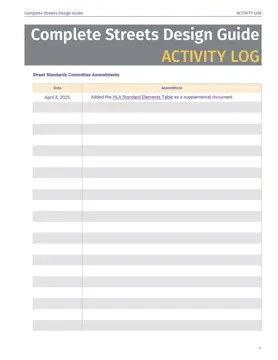 Complete Streets Design Guide
ACTIVITY LOG
Complete Streets Design Guide
ACTIVITY LOG
Street Standards Committee Amendments
Date
Amendment
April 3, 2025
Added the HLA Standard Elements Table as a supplemental document